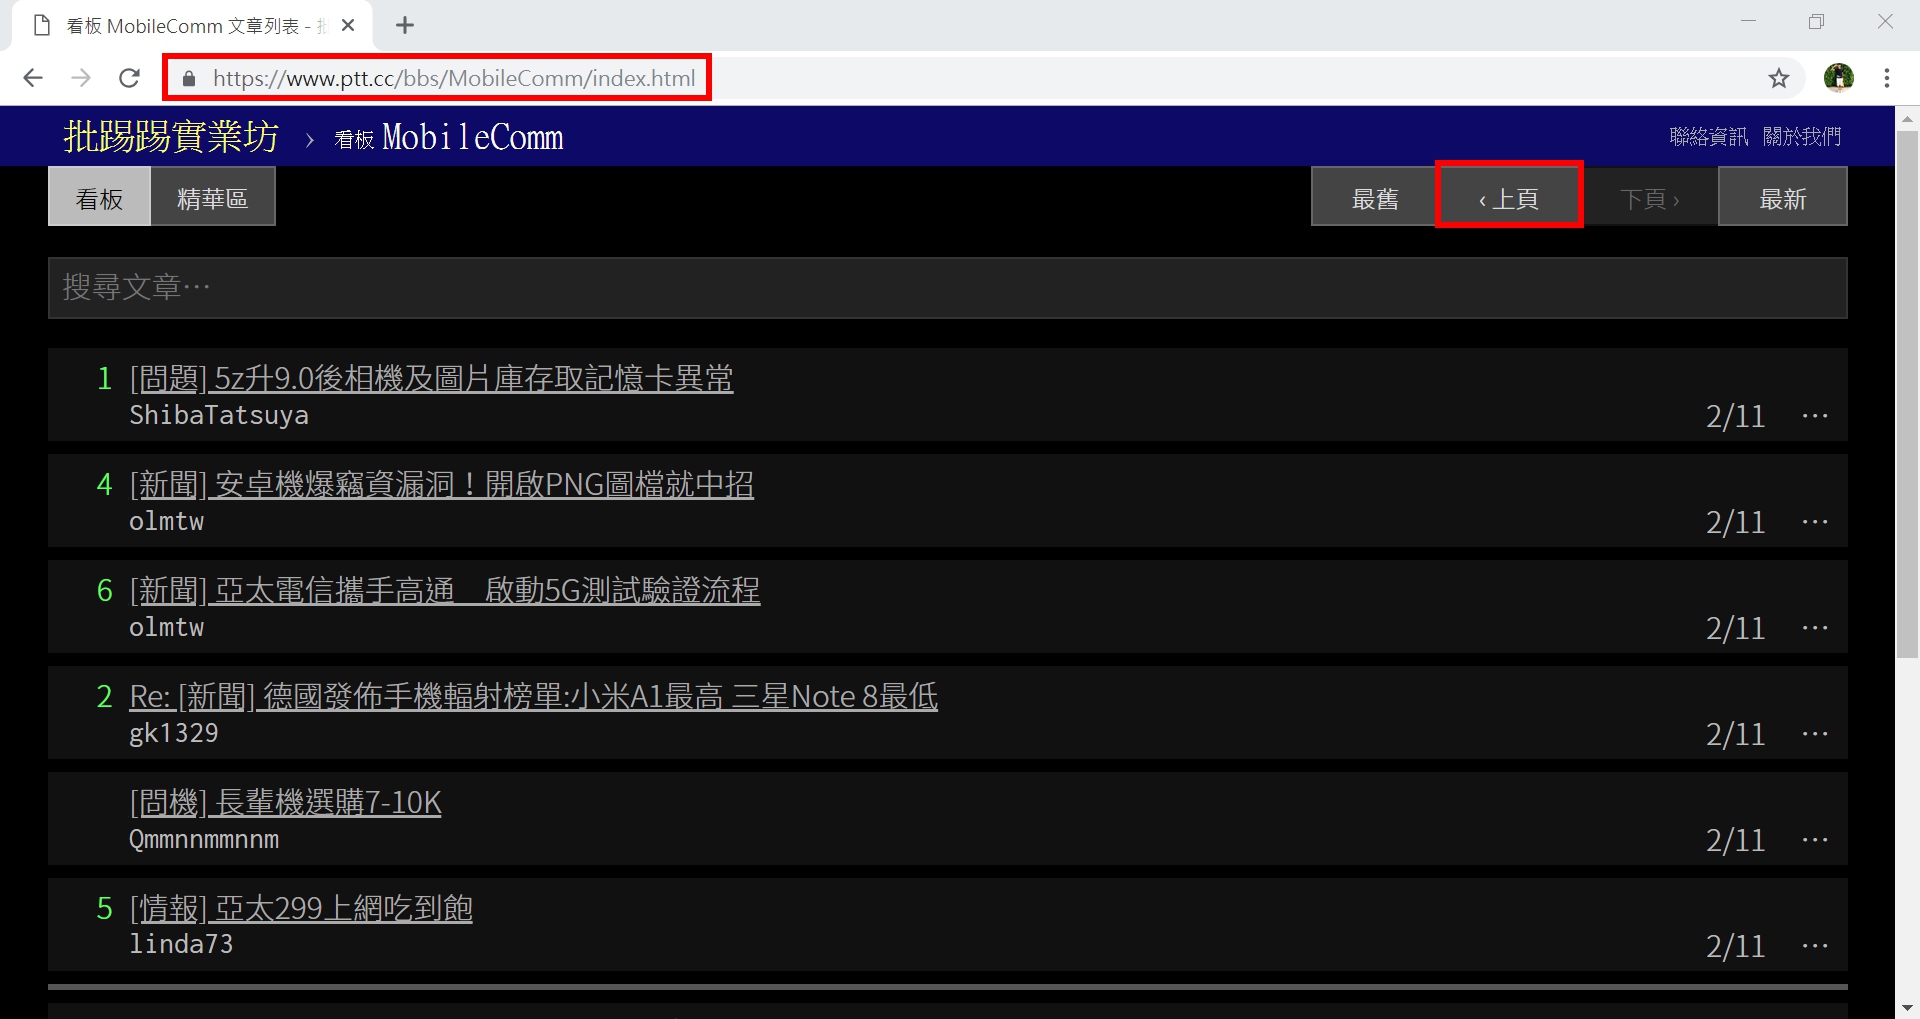 看板 MobileComm 文章列表 -
https://www.ptt.cc/bbs/MobileComm/index.html
批踢踢實業坊 › 看板 MobileComm
聯絡資訊 關於我們
看板 精華區
最舊 ‹ 上頁 下頁 › 最新
搜尋文章⋯
1 [問題] 5z升9.0後相機及圖片庫存取記憶卡異常
ShibaTatsuya
2/11 ⋯
4 [新聞] 安卓機爆竊資漏洞！開啟PNG圖檔就中招
olmtw
2/11 ⋯
6 [新聞] 亞太電信攜手高通　啟動5G測試驗證流程
olmtw
2/11 ⋯
2 Re: [新聞] 德國發佈手機輻射榜單:小米A1最高 三星Note 8最低
gk1329
2/11 ⋯
[問機] 長輩機選購7-10K
Qmmnnmmnnm
2/11 ⋯
5 [情報] 亞太299上網吃到飽
linda73
2/11 ⋯